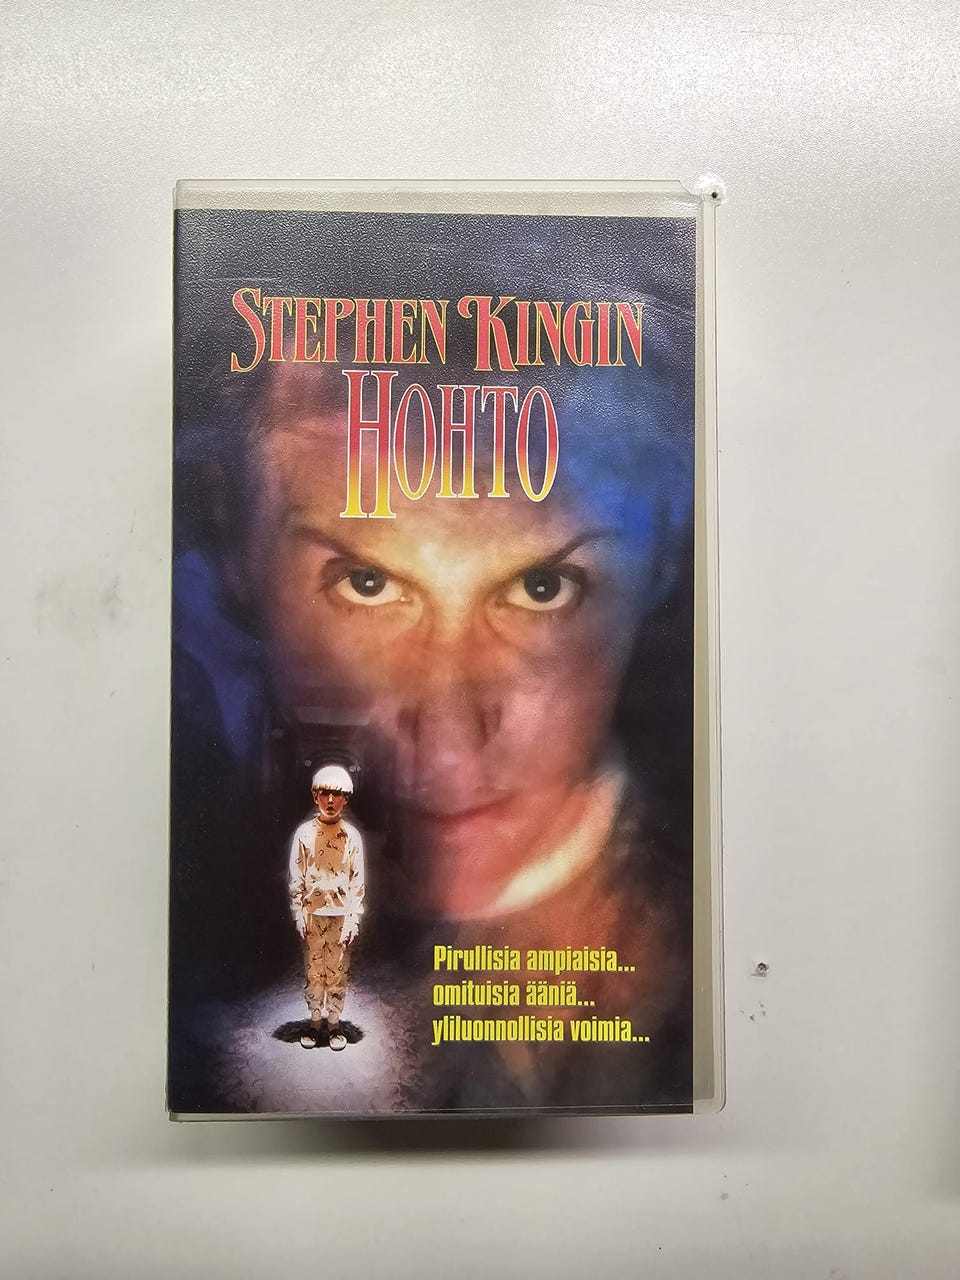 STEPHEN KINGIN
HOHTO
Pirullisia ampiaisia...
omituisia ääniä...
yliluonnollisia voimia...